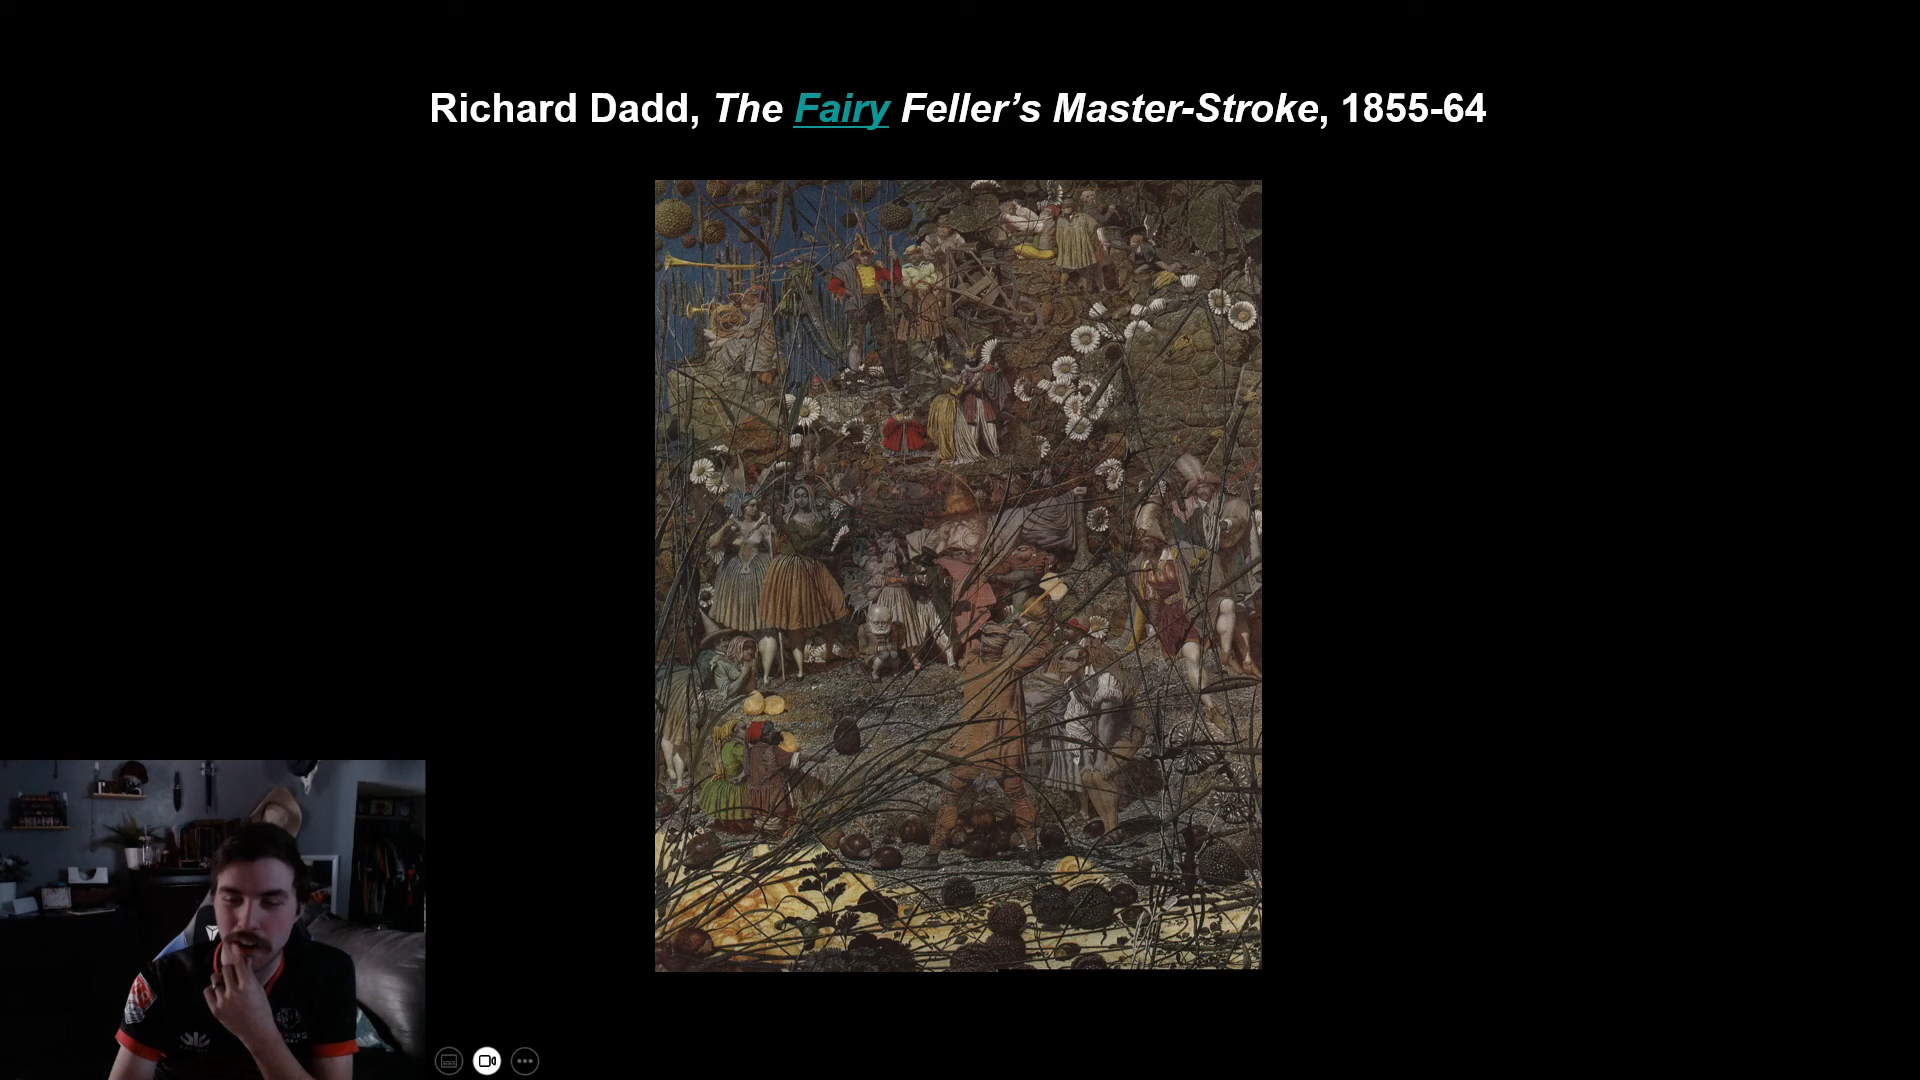 Richard Dadd, The Fairy Feller’s Master-Stroke, 1855-64